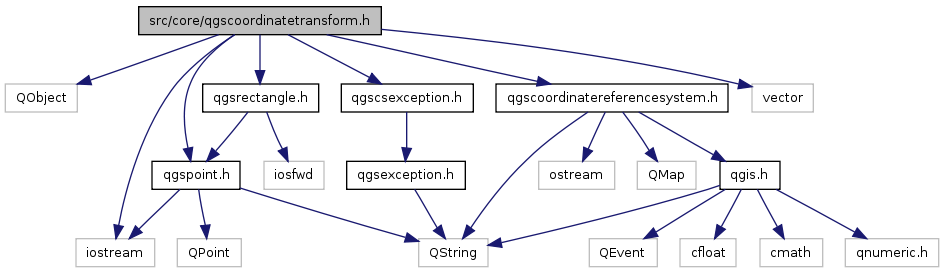 src/core/qgscoordinatetransform.h
QObject
qgsrectangle.h
qgscsexception.h
qgscoordinatereferencesystem.h
vector
qgspoint.h
iosfwd
qgsexception.h
ostream
QMap
qgis.h
iostream
QPoint
QString
QEvent
cfloat
cmath
qnumeric.h